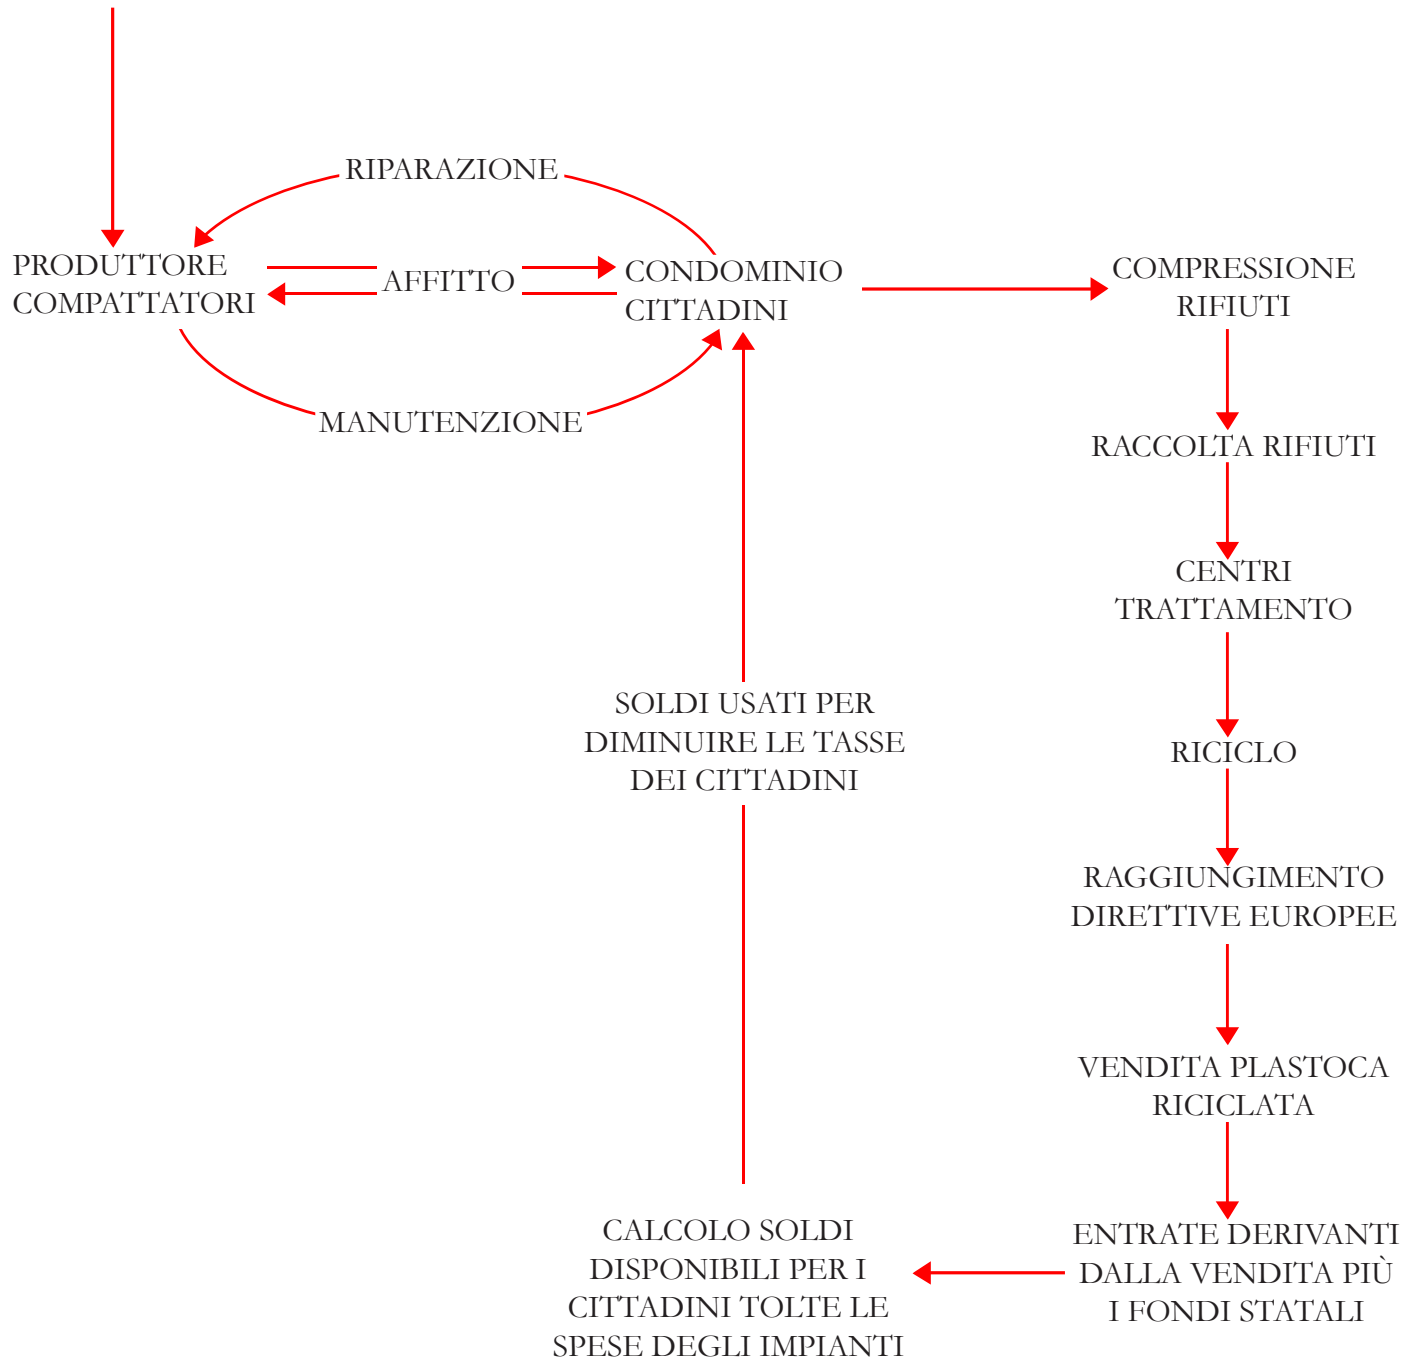 RIPARAZIONE
PRODUTTORE
COMPATTATORI
AFFITTO
CONDOMINIO
CITTADINI
MANUTENZIONE
COMPRESSIONE
RIFIUTI
RACCOLTA RIFIUTI
CENTRI
TRATTAMENTO
RICICLO
RAGGIUNGIMENTO
DIRETTIVE EUROPEE
VENDITA PLASTOCA
RICICLATA
ENTRATE DERIVANTI
DALLA VENDITA PIÙ
I FONDI STATALI
CALCOLO SOLDI
DISPONIBILI PER I
CITTADINI TOLTE LE
SPESE DEGLI IMPIANTI
SOLDI USATI PER
DIMINUIRE LE TASSE
DEI CITTADINI